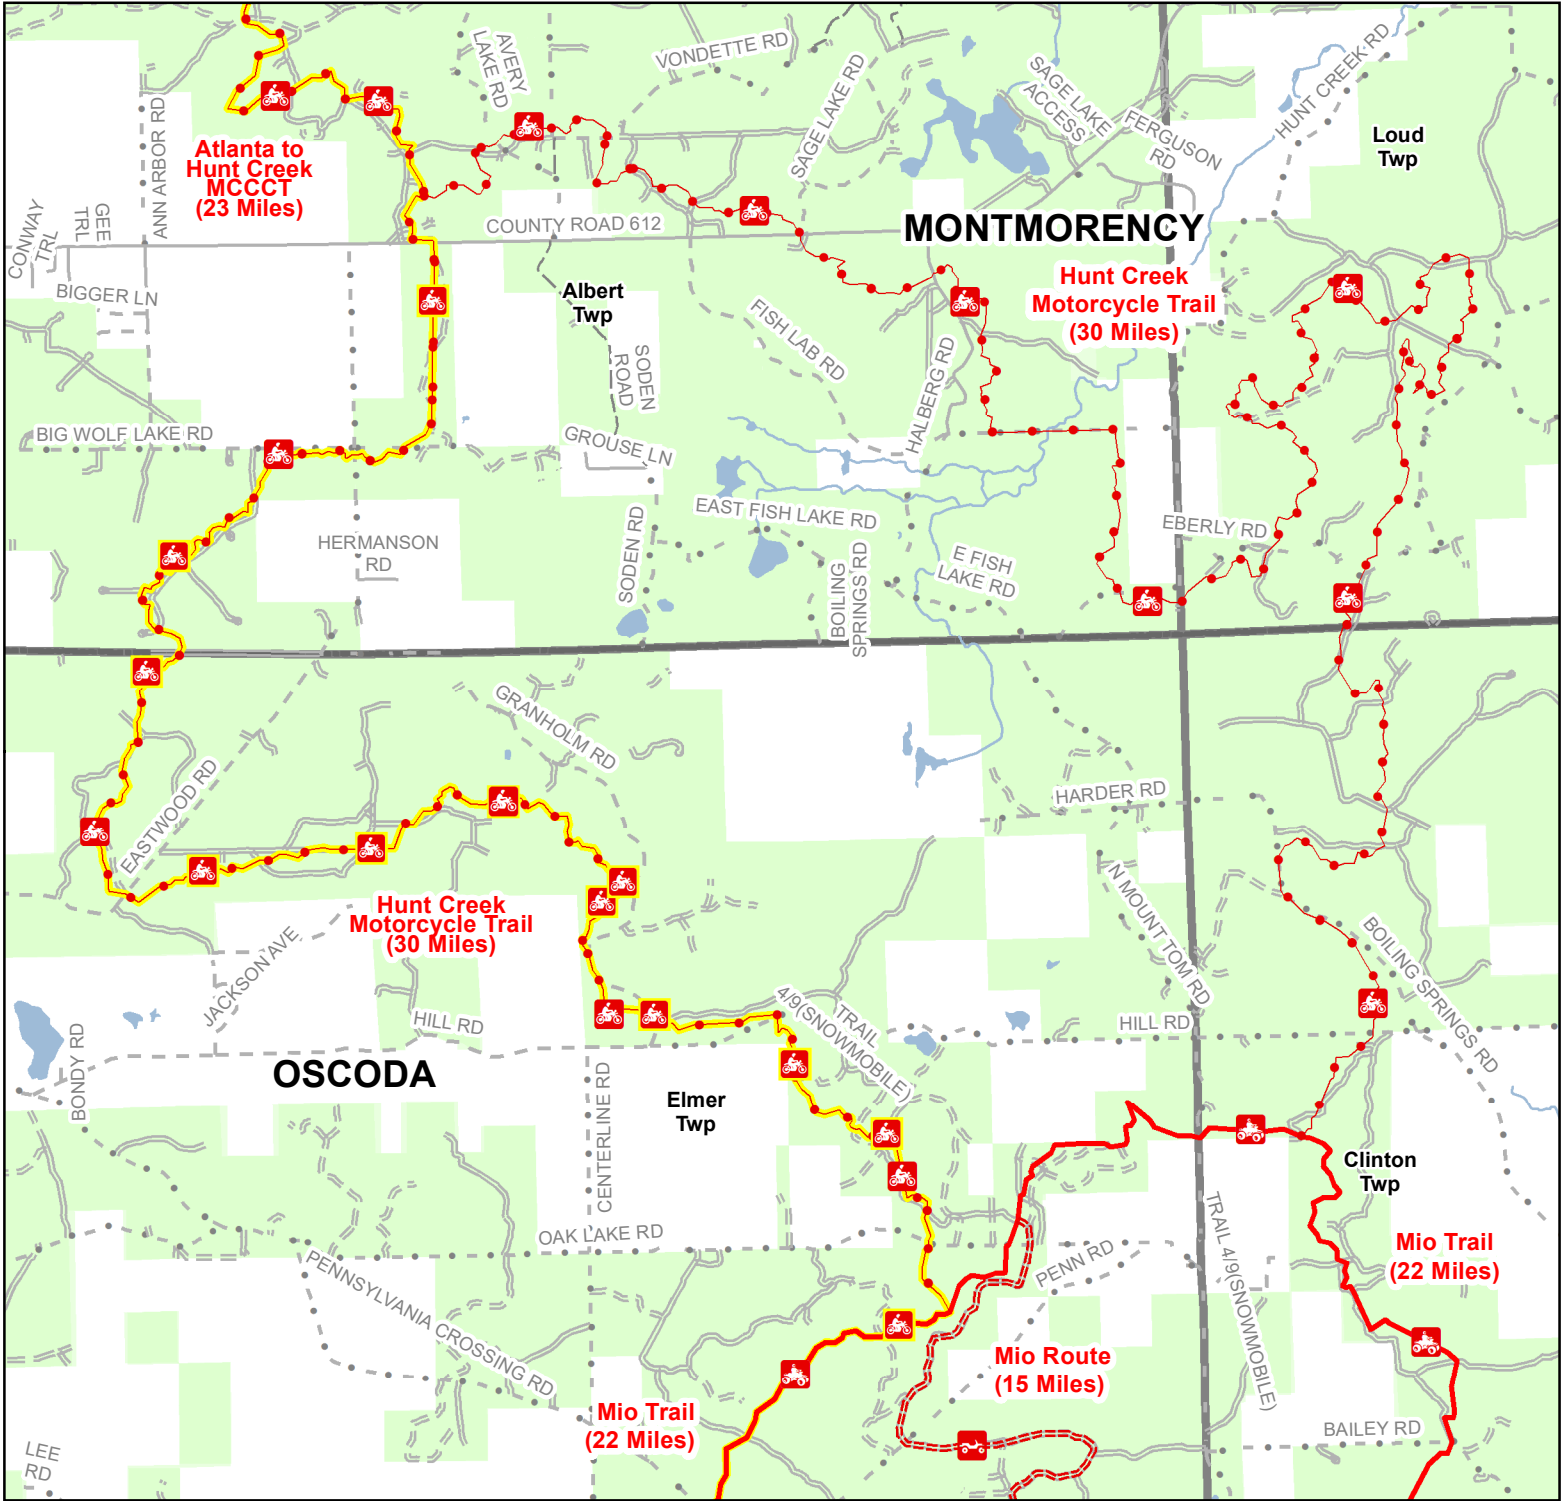 AVERY
LAKE RD
VONDETTE RD
SAGE LAKE RD
SAGE LAKE
ACCESS
FERGUSON
RD
HUNT CREEK RD
Loud
Twp
ANN ARBOR RD
Atlanta to
Hunt Creek
MCCCT
(23 Miles)
CONWAY
TRL
GEE
TRL
COUNTY ROAD 612
MONTMORENCY
BIGGER LN
Albert
Twp
Hunt Creek
Motorcycle Trail
(30 Miles)
FISH LAB RD
SODEN
ROAD
HALBERG RD
BIG WOLF LAKE RD
GROUSE LN
EAST FISH LAKE RD
EBERLY RD
HERMANSON
RD
SODEN RD
BOILING
SPRINGS RD
E FISH
LAKE RD
GRANHOLM RD
EASTWOOD RD
HARDER RD
Hunt Creek
Motorcycle Trail
(30 Miles)
N MOUNT TOM RD
JACKSON AVE
BOILING SPRINGS RD
HILL RD
TRAIL
4/9(SNOWMOBILE)
HILL RD
BONDY RD
OSCODA
CENTERLINE RD
Elmer
Twp
Clinton
Twp
OAK LAKE RD
PENN RD
TRAIL 4/9(SNOWMOBILE)
Mio Trail
(22 Miles)
PENNSYLVANIA CROSSING RD
Mio Route
(15 Miles)
Mio Trail
(22 Miles)
BAILEY RD
LEE
RD